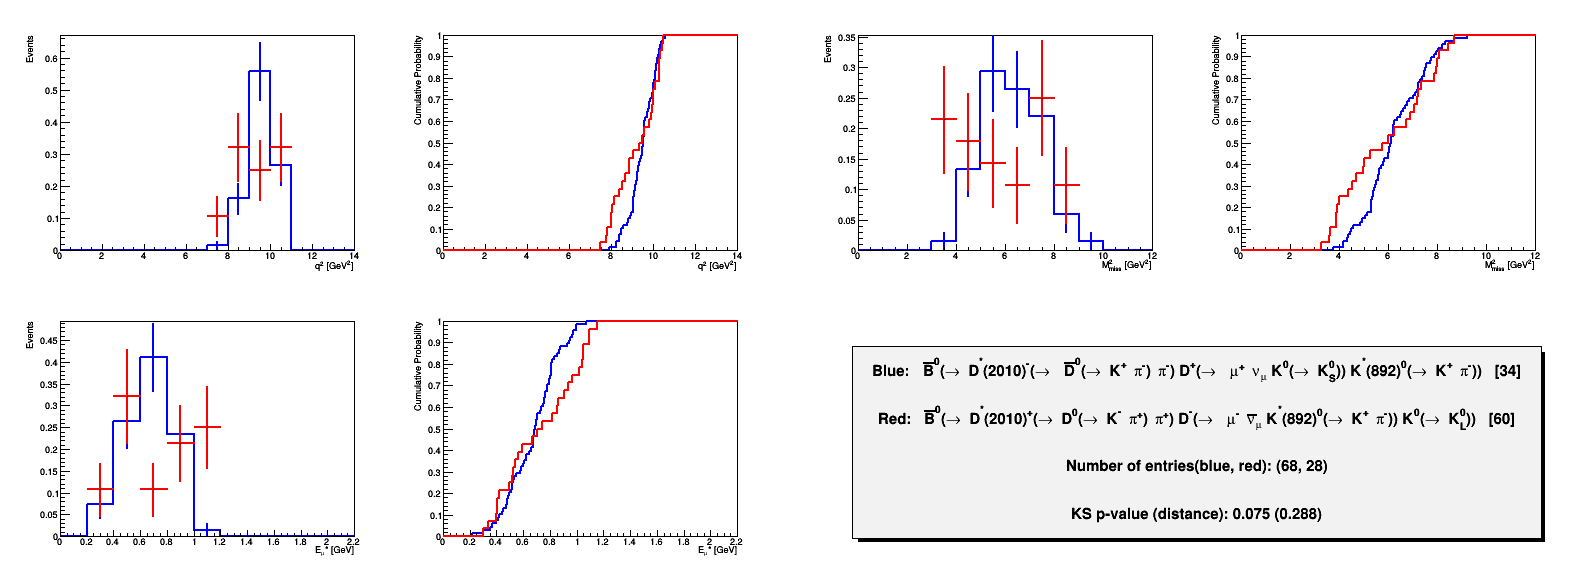 Events
0.6
0.5
0.4
0.3
0.2
0.1
0
0 2 4 6 8 10 12 14
q² [GeV²]
Cumulative Probability
1
0.9
0.8
0.7
0.6
0.5
0.4
0.3
0.2
0.1
0
0 2 4 6 8 10 12 14
q² [GeV²]
Events
0.35
0.3
0.25
0.2
0.15
0.1
0.05
0
0 2 4 6 8 10 12
M²miss [GeV²]
Cumulative Probability
1
0.9
0.8
0.7
0.6
0.5
0.4
0.3
0.2
0.1
0
0 2 4 6 8 10 12
M²miss [GeV²]
Events
0.45
0.4
0.35
0.3
0.25
0.2
0.15
0.1
0.05
0
0 0.2 0.4 0.6 0.8 1 1.2 1.4 1.6 1.8 2 2.2
Eμ* [GeV]
Cumulative Probability
1
0.9
0.8
0.7
0.6
0.5
0.4
0.3
0.2
0.1
0
0 0.2 0.4 0.6 0.8 1 1.2 1.4 1.6 1.8 2 2.2
Eμ* [GeV]
Blue: B̅⁰(→ D*(2010)⁻(→ D̅⁰(→ K⁺ π⁻) π⁻) D⁺(→ μ⁺ νμ K⁰(→ K⁰S)) K*(892)⁰(→ K⁺ π⁻)) [34]
Red: B̅⁰(→ D*(2010)⁺(→ D⁰(→ K⁻ π⁺) π⁺) D⁻(→ μ⁻ ν̅μ K*(892)⁰(→ K⁺ π⁻)) K⁰(→ K⁰L)) [60]
Number of entries(blue, red): (68, 28)
KS p-value (distance): 0.075 (0.288)